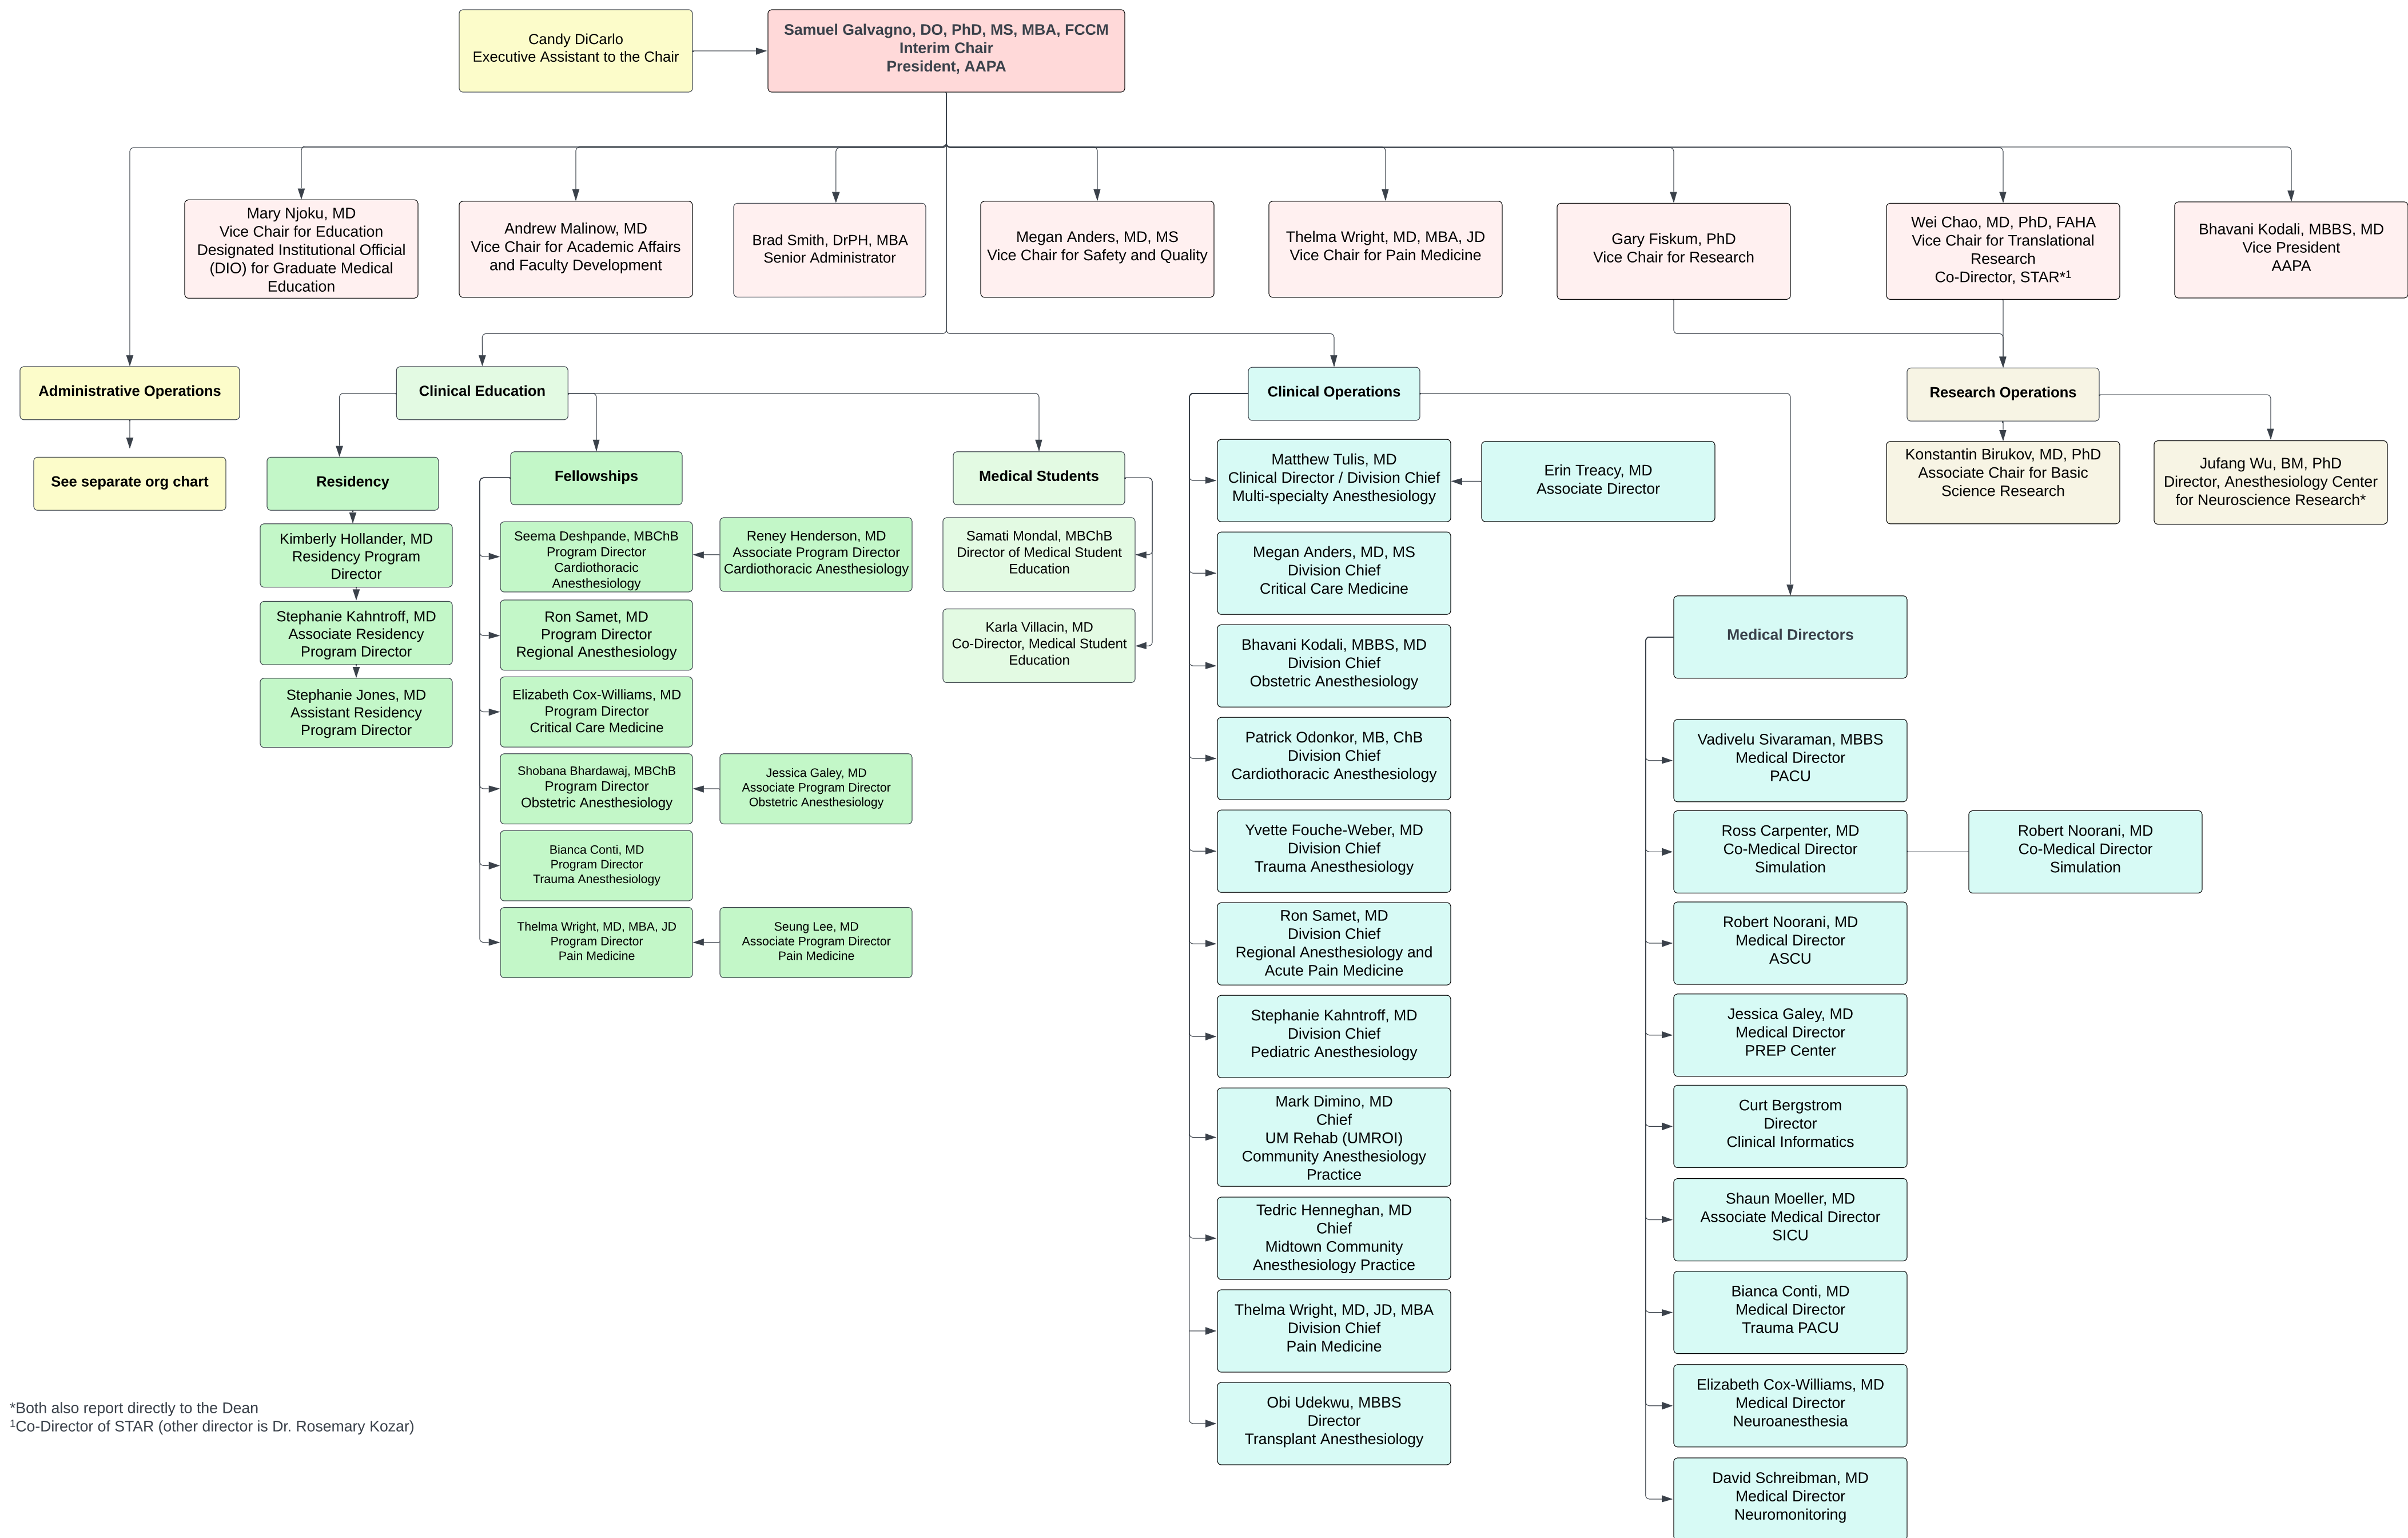 Candy DiCarlo
Executive Assistant to the Chair
Samuel Galvagno, DO, PhD, MS, MBA, FCCM
Interim Chair
President, AAPA
Mary Njoku, MD
Vice Chair for Education
Designated Institutional Official
(DIO) for Graduate Medical
Education
Andrew Malinow, MD
Vice Chair for Academic Affairs
and Faculty Development
Brad Smith, DrPH, MBA
Senior Administrator
Megan Anders, MD, MS
Vice Chair for Safety and Quality
Thelma Wright, MD, MBA, JD
Vice Chair for Pain Medicine
Gary Fiskum, PhD
Vice Chair for Research
Wei Chao, MD, PhD, FAHA
Vice Chair for Translational
Research
Co-Director, STAR*¹
Bhavani Kodali, MBBS, MD
Vice President
AAPA
Administrative Operations
See separate org chart
Clinical Education
Residency
Kimberly Hollander, MD
Residency Program
Director
Stephanie Kahntroff, MD
Associate Residency
Program Director
Stephanie Jones, MD
Assistant Residency
Program Director
Fellowships
Seema Deshpande, MBChB
Program Director
Cardiothoracic
Anesthesiology
Reney Henderson, MD
Associate Program Director
Cardiothoracic Anesthesiology
Ron Samet, MD
Program Director
Regional Anesthesiology
Elizabeth Cox-Williams, MD
Program Director
Critical Care Medicine
Shobana Bhardawaj, MBChB
Program Director
Obstetric Anesthesiology
Jessica Galey, MD
Associate Program Director
Obstetric Anesthesiology
Bianca Conti, MD
Program Director
Trauma Anesthesiology
Thelma Wright, MD, MBA, JD
Program Director
Pain Medicine
Seung Lee, MD
Associate Program Director
Pain Medicine
Medical Students
Samati Mondal, MBChB
Director of Medical Student
Education
Karla Villacin, MD
Co-Director, Medical Student
Education
Clinical Operations
Matthew Tulis, MD
Clinical Director / Division Chief
Multi-specialty Anesthesiology
Erin Treacy, MD
Associate Director
Megan Anders, MD, MS
Division Chief
Critical Care Medicine
Bhavani Kodali, MBBS, MD
Division Chief
Obstetric Anesthesiology
Patrick Odonkor, MB, ChB
Division Chief
Cardiothoracic Anesthesiology
Yvette Fouche-Weber, MD
Division Chief
Trauma Anesthesiology
Ron Samet, MD
Division Chief
Regional Anesthesiology and
Acute Pain Medicine
Stephanie Kahntroff, MD
Division Chief
Pediatric Anesthesiology
Mark Dimino, MD
Chief
UM Rehab (UMROI)
Community Anesthesiology
Practice
Tedric Henneghan, MD
Chief
Midtown Community
Anesthesiology Practice
Thelma Wright, MD, JD, MBA
Division Chief
Pain Medicine
Obi Udekwu, MBBS
Director
Transplant Anesthesiology
Medical Directors
Vadivelu Sivaraman, MBBS
Medical Director
PACU
Ross Carpenter, MD
Co-Medical Director
Simulation
Robert Noorani, MD
Co-Medical Director
Simulation
Robert Noorani, MD
Medical Director
ASCU
Jessica Galey, MD
Medical Director
PREP Center
Curt Bergstrom
Director
Clinical Informatics
Shaun Moeller, MD
Associate Medical Director
SICU
Bianca Conti, MD
Medical Director
Trauma PACU
Elizabeth Cox-Williams, MD
Medical Director
Neuroanesthesia
David Schreibman, MD
Medical Director
Neuromonitoring
Research Operations
Konstantin Birukov, MD, PhD
Associate Chair for Basic
Science Research
Jufang Wu, BM, PhD
Director, Anesthesiology Center
for Neuroscience Research*
*Both also report directly to the Dean
¹Co-Director of STAR (other director is Dr. Rosemary Kozar)